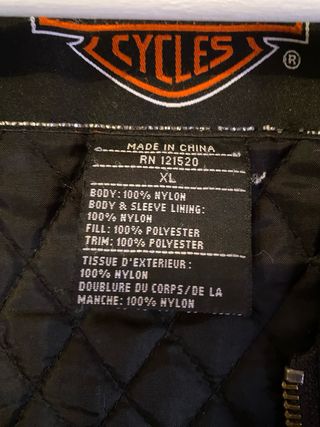 CYCLES
®
MADE IN CHINA
RN 121520
XL
BODY: 100% NYLON
BODY & SLEEVE LINING:
100% NYLON
FILL: 100% POLYESTER
TRIM: 100% POLYESTER
TISSUE D'EXTERIEUR:
100% NYLON
DOUBLURE DU CORPS/DE LA
MANCHE: 100% NYLON